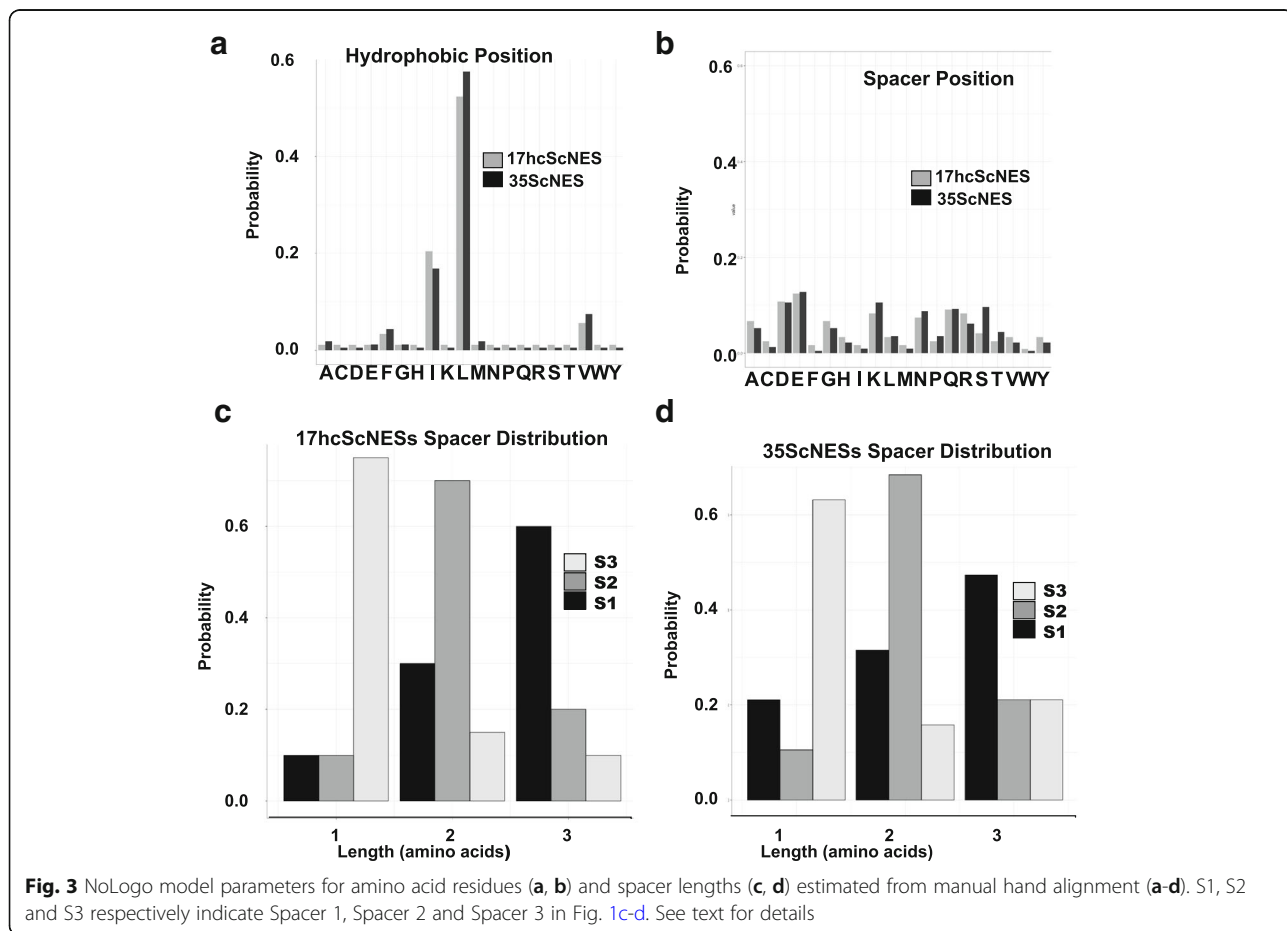 a
Hydrophobic Position
0.6
0.4
0.2
0.0
Probability
17hcScNES
35ScNES
A C D E F G H I K L M N P Q R S T V W Y
b
Spacer Position
0.6
0.4
0.2
0.0
Probability
17hcScNES
35ScNES
A C D E F G H I K L M N P Q R S T V W Y
c
17hcScNESs Spacer Distribution
0.6
0.4
0.2
0.0
Probability
S3
S2
S1
1 2 3
Length (amino acids)
d
35ScNESs Spacer Distribution
0.6
0.4
0.2
0.0
Probability
S3
S2
S1
1 2 3
Length (amino acids)
Fig. 3 NoLogo model parameters for amino acid residues (a, b) and spacer lengths (c, d) estimated from manual hand alignment (a-d). S1, S2
and S3 respectively indicate Spacer 1, Spacer 2 and Spacer 3 in Fig. 1c-d. See text for details